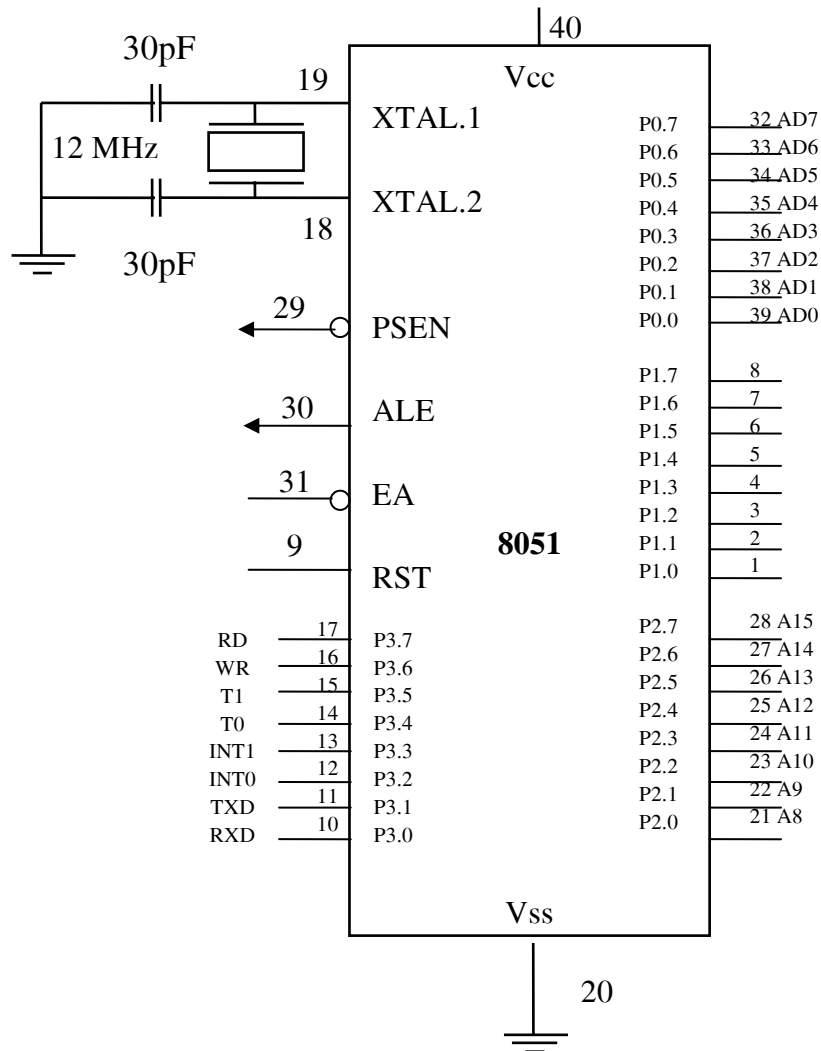 40
30pF
19
Vcc
XTAL.1
12 MHz
XTAL.2
18
30pF
29
PSEN
30
ALE
31
EA
9
RST
8051
P0.7 32 AD7
P0.6 33 AD6
P0.5 34 AD5
P0.4 35 AD4
P0.3 36 AD3
P0.2 37 AD2
P0.1 38 AD1
P0.0 39 AD0
P1.7 8
P1.6 7
P1.5 6
P1.4 5
P1.3 4
P1.2 3
P1.1 2
P1.0 1
RD 17 P3.7
WR 16 P3.6
T1 15 P3.5
T0 14 P3.4
INT1 13 P3.3
INT0 12 P3.2
TXD 11 P3.1
RXD 10 P3.0
P2.7 28 A15
P2.6 27 A14
P2.5 26 A13
P2.4 25 A12
P2.3 24 A11
P2.2 23 A10
P2.1 22 A9
P2.0 21 A8
Vss
20